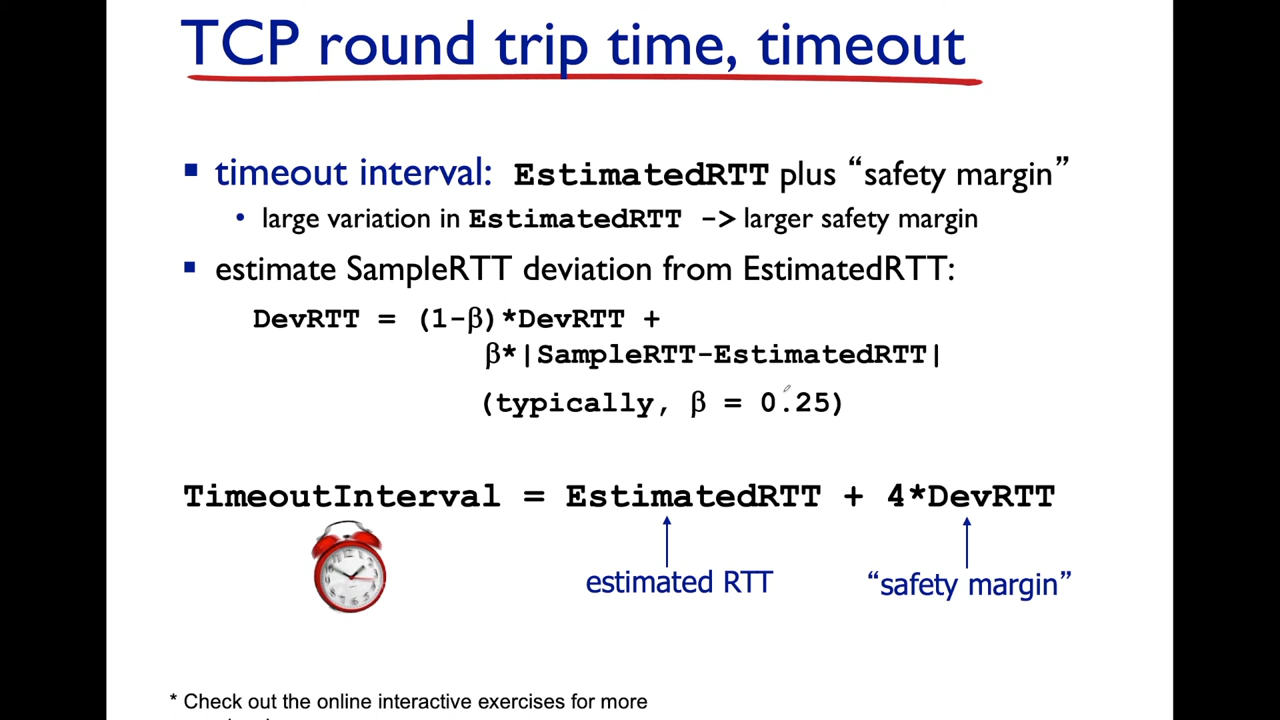 TCP round trip time, timeout
▪ timeout interval: EstimatedRTT plus “safety margin”
• large variation in EstimatedRTT -> larger safety margin
▪ estimate SampleRTT deviation from EstimatedRTT:
DevRTT = (1-β)*DevRTT +
β*|SampleRTT-EstimatedRTT|
(typically, β = 0.25)
TimeoutInterval = EstimatedRTT + 4*DevRTT
estimated RTT “safety margin”
* Check out the online interactive exercises for more